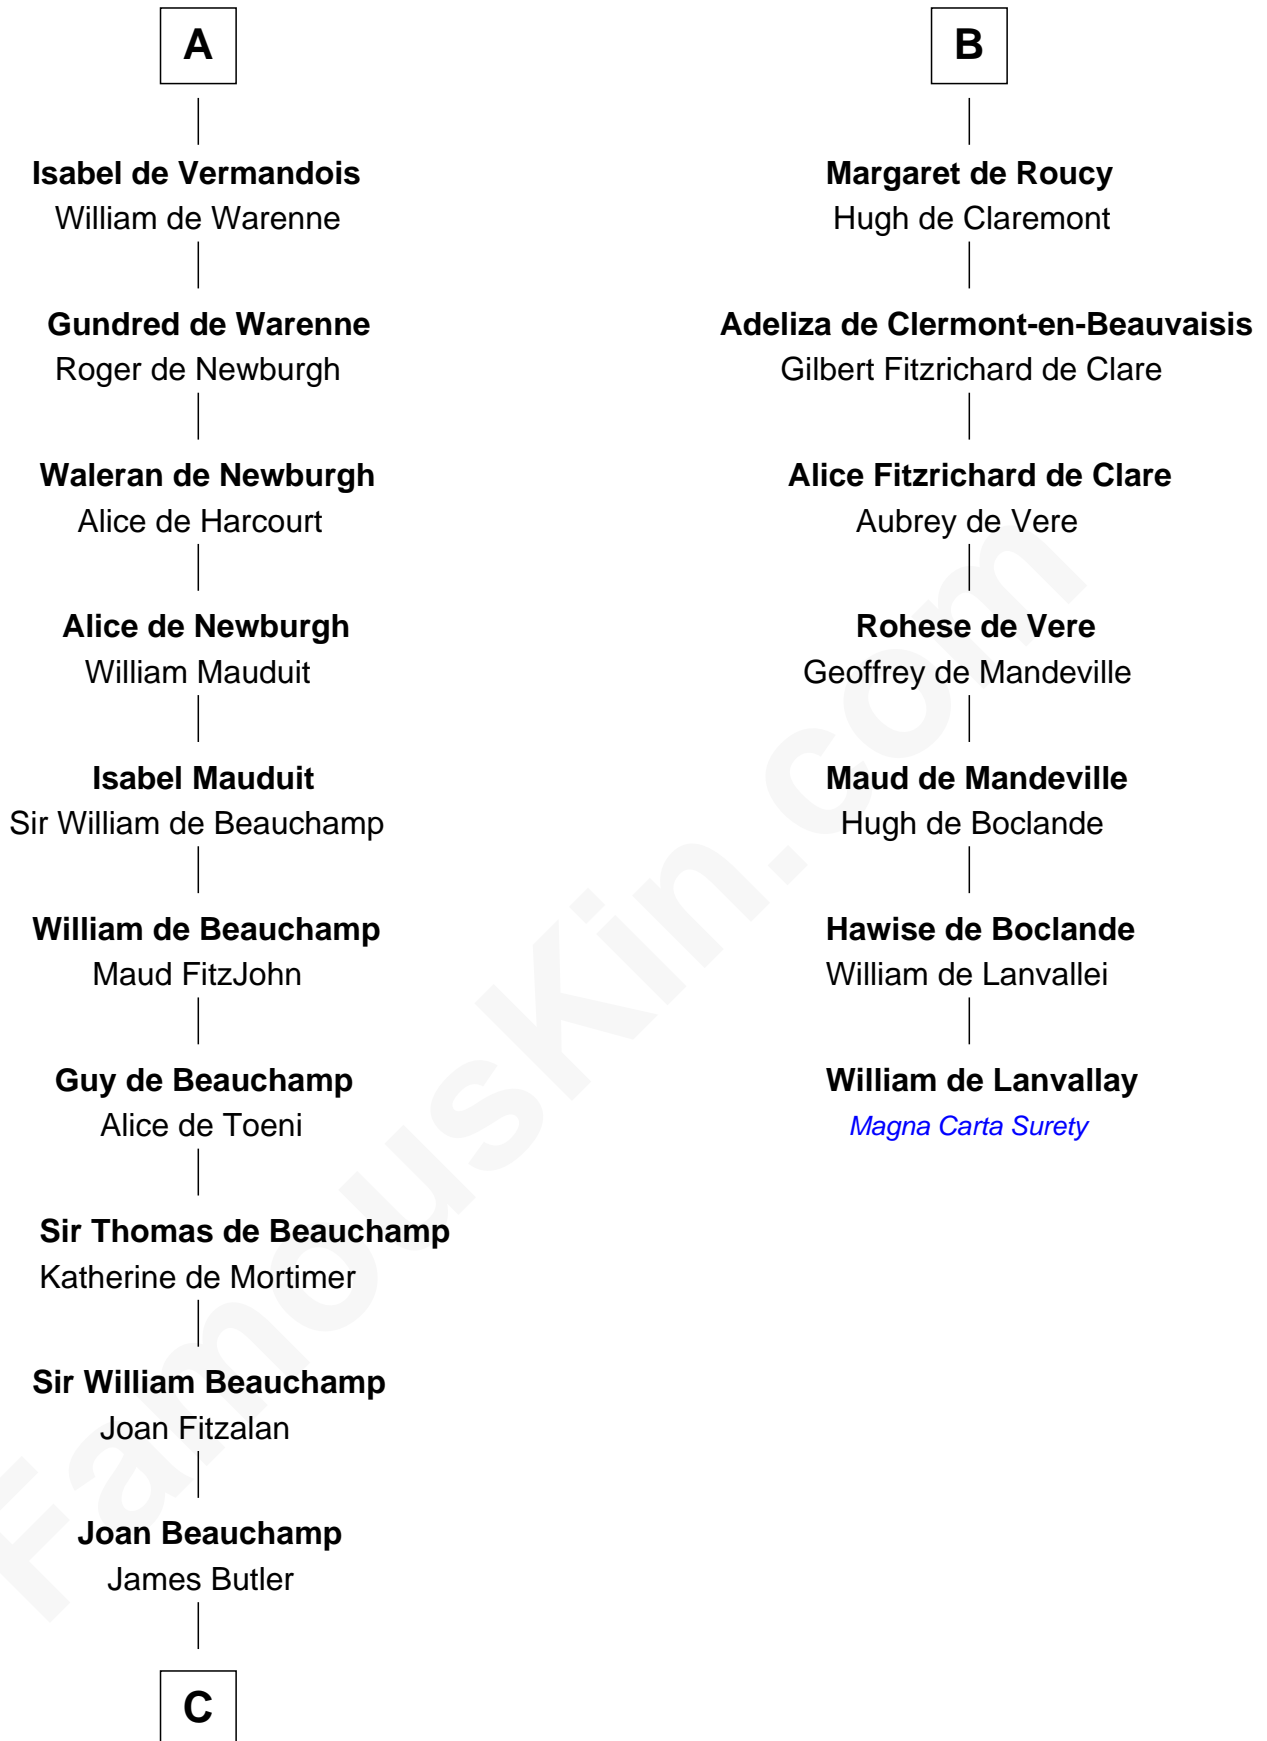 A
Isabel de Vermandois
William de Warenne
Gundred de Warenne
Roger de Newburgh
Waleran de Newburgh
Alice de Harcourt
Alice de Newburgh
William Mauduit
Isabel Mauduit
Sir William de Beauchamp
William de Beauchamp
Maud FitzJohn
Guy de Beauchamp
Alice de Toeni
Sir Thomas de Beauchamp
Katherine de Mortimer
Sir William Beauchamp
Joan Fitzalan
Joan Beauchamp
James Butler
C
B
Margaret de Roucy
Hugh de Claremont
Adeliza de Clermont-en-Beauvaisis
Gilbert Fitzrichard de Clare
Alice Fitzrichard de Clare
Aubrey de Vere
Rohese de Vere
Geoffrey de Mandeville
Maud de Mandeville
Hugh de Boclande
Hawise de Boclande
William de Lanvallei
William de Lanvallay
Magna Carta Surety
FamousKin.com